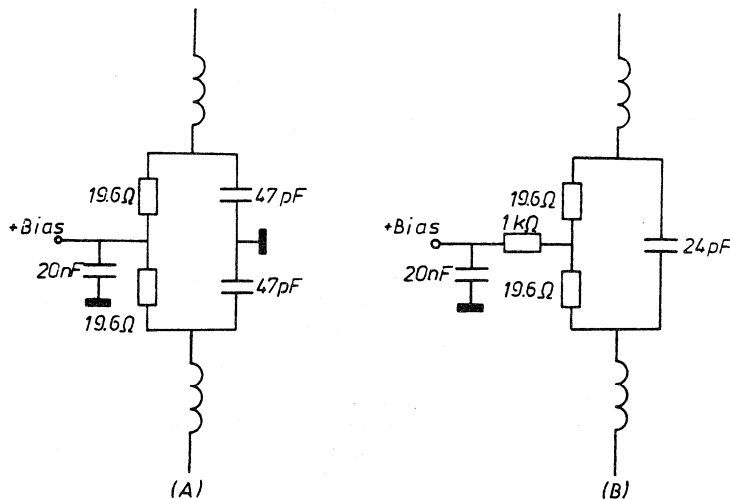 19.6Ω
47pF
+Bias
20nF
47pF
19.6Ω
(A)
19.6Ω
1kΩ
+Bias
24pF
20nF
19.6Ω
(B)